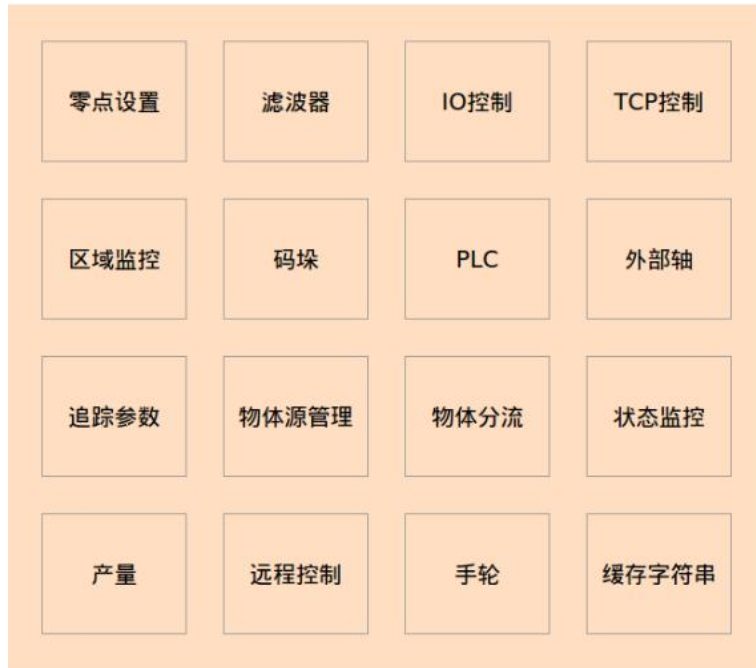 零点设置
滤波器
IO控制
TCP控制
区域监控
码垛
PLC
外部轴
追踪参数
物体源管理
物体分流
状态监控
产量
远程控制
手轮
缓存字符串